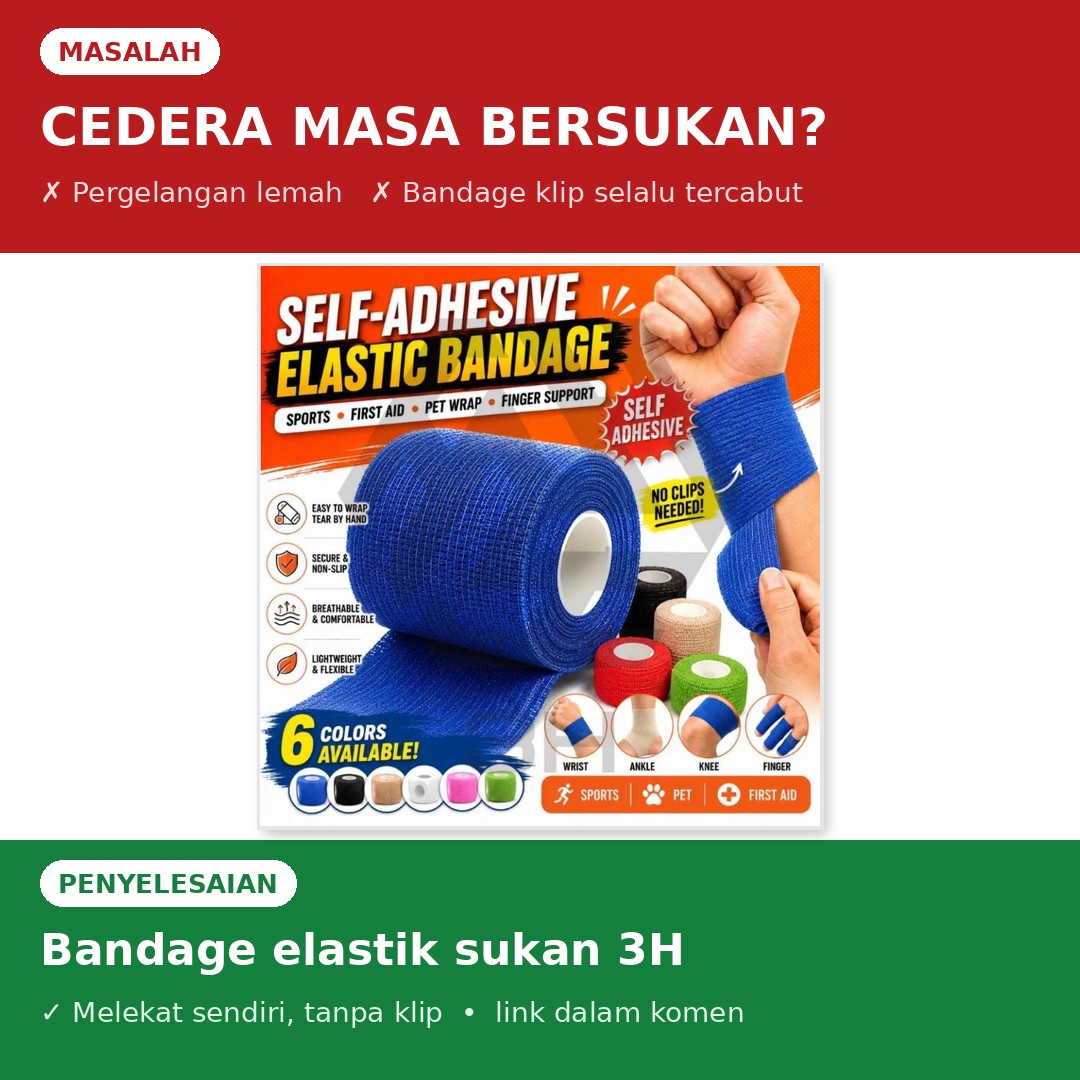 MASALAH
CEDERA MASA BERSUKAN?
✗ Pergelangan lemah ✗ Bandage klip selalu tercabut
SELF-ADHESIVE
ELASTIC BANDAGE
SPORTS • FIRST AID • PET WRAP • FINGER SUPPORT
SELF
ADHESIVE
NO CLIPS
NEEDED!
EASY TO WRAP
TEAR BY HAND
SECURE &
NON-SLIP
BREATHABLE
& COMFORTABLE
LIGHTWEIGHT
& FLEXIBLE
6 COLORS
AVAILABLE!
WRIST ANKLE KNEE FINGER
SPORTS | PET | FIRST AID
PENYELESAIAN
Bandage elastik sukan 3H
✓ Melekat sendiri, tanpa klip • link dalam komen